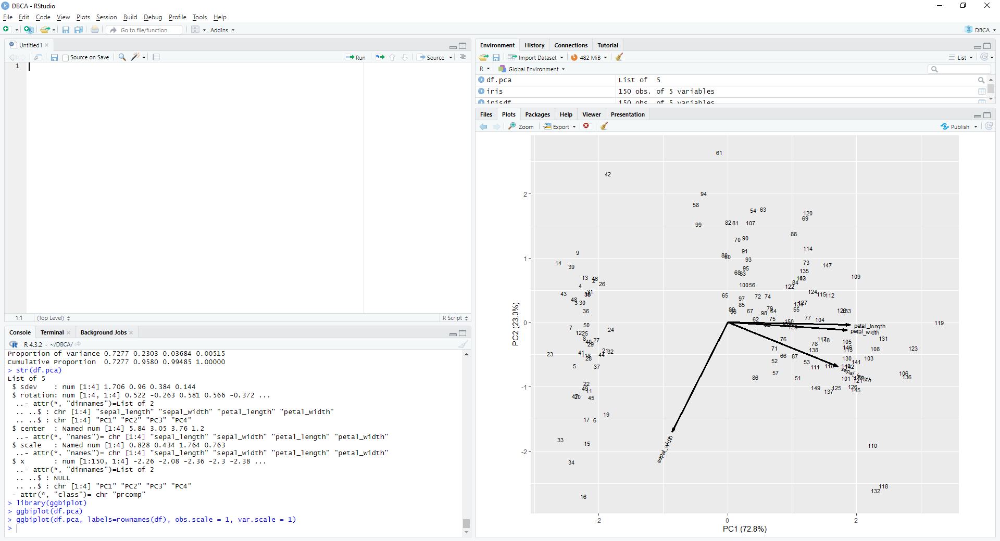 DBCA - RStudio
File Edit Code View Plots Session Build Debug Profile Tools Help
Go to file/function Addins DBCA
Untitled1
Source on Save Run Source
1
1:1 (Top Level) R Script
Console Terminal Background Jobs
R 4.3.2 · ~/DBCA/
Proportion of Variance 0.7277 0.2303 0.03684 0.00515
Cumulative Proportion 0.7277 0.9580 0.99485 1.00000
> str(df.pca)
List of 5
$ sdev : num [1:4] 1.706 0.96 0.384 0.144
$ rotation: num [1:4, 1:4] 0.522 -0.263 0.581 0.566 -0.372 ...
..- attr(*, "dimnames")=List of 2
.. ..$ : chr [1:4] "sepal_length" "sepal_width" "petal_length" "petal_width"
.. ..$ : chr [1:4] "PC1" "PC2" "PC3" "PC4"
$ center : Named num [1:4] 5.84 3.05 3.76 1.2
..- attr(*, "names")= chr [1:4] "sepal_length" "sepal_width" "petal_length" "petal_width"
$ scale : Named num [1:4] 0.828 0.434 1.764 0.763
..- attr(*, "names")= chr [1:4] "sepal_length" "sepal_width" "petal_length" "petal_width"
$ x : num [1:150, 1:4] -2.26 -2.08 -2.36 -2.3 -2.38 ...
..- attr(*, "dimnames")=List of 2
.. ..$ : NULL
.. ..$ : chr [1:4] "PC1" "PC2" "PC3" "PC4"
- attr(*, "class")= chr "prcomp"
> library(ggbiplot)
> ggbiplot(df.pca)
> ggbiplot(df.pca, labels=rownames(df), obs.scale = 1, var.scale = 1)
>
Environment History Connections Tutorial
Import Dataset 482 MiB List
R Global Environment
df.pca List of 5
iris 150 obs. of 5 variables
irisdf 150 obs. of 5 variables
Files Plots Packages Help Viewer Presentation
Zoom Export Publish
61
42
94
58
54 63
120
69
99 82 81 107
88
70 90
114
9 91
14 39 93 73 147
95 135
68 83
13 46 2 109
4 26 100 56 84 122
43 31 124 115 112
48 65 97 72 74
3 30 85 134 127
36 67 98 79 64 55 133
62 75 77 104 150
50 119
7 24
12 25 petal_length
petal_width
8 27 76 148 105 131
40 29 78
41 21 32 71 138 146 108 123
23 18 44 66 87 130 103
28 52 53 141
5 37 111 142
57 sepal_length 106
86 51 101 136
22 126
49 11 149 125 145
20 45 137
19
17 6
33
15 sepal_width 110
34
118
132
16
2
1
0
-1
-2
PC2 (23.0%)
-2 0 2
PC1 (72.8%)